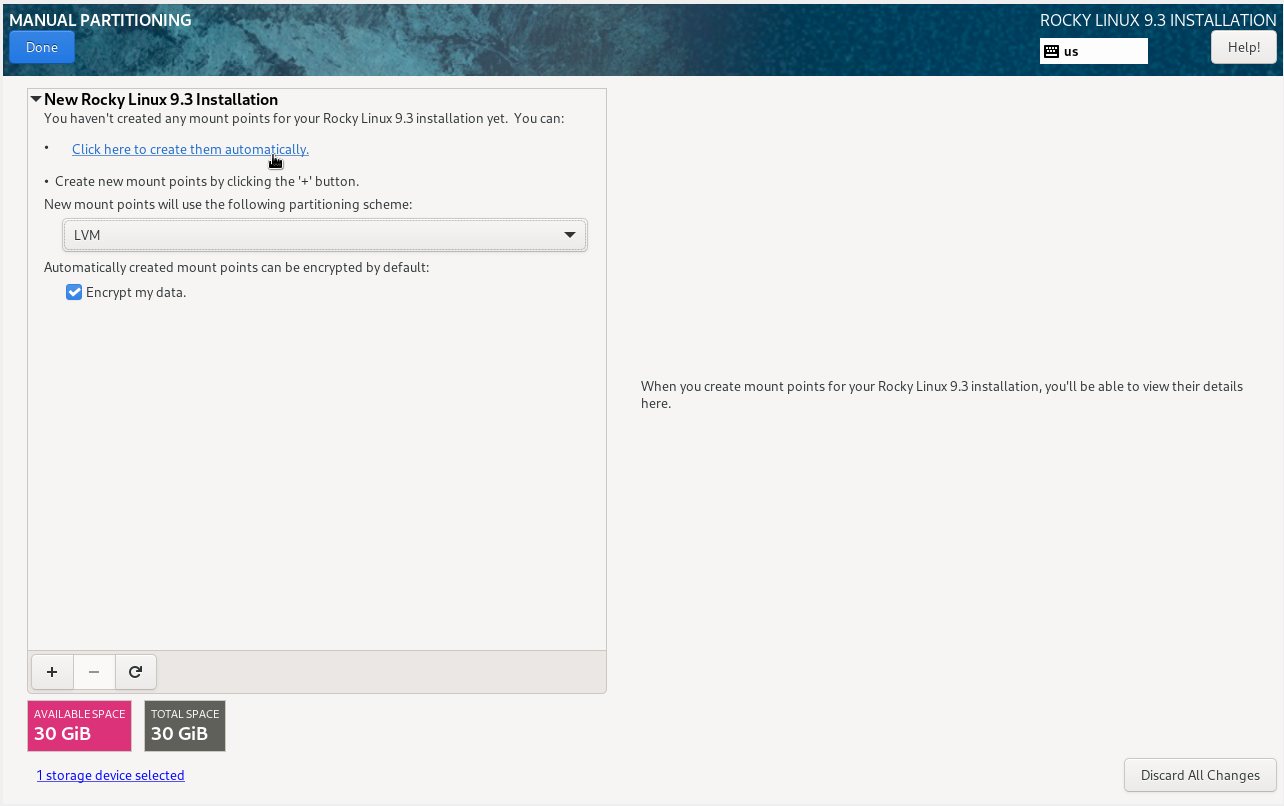 MANUAL PARTITIONING
ROCKY LINUX 9.3 INSTALLATION
Done
us
Help!
New Rocky Linux 9.3 Installation
You haven't created any mount points for your Rocky Linux 9.3 installation yet.  You can:
• Click here to create them automatically.
• Create new mount points by clicking the '+' button.
New mount points will use the following partitioning scheme:
LVM
Automatically created mount points can be encrypted by default:
Encrypt my data.
When you create mount points for your Rocky Linux 9.3 installation, you'll be able to view their details
here.
+ −
AVAILABLE SPACE
30 GiB
TOTAL SPACE
30 GiB
1 storage device selected
Discard All Changes